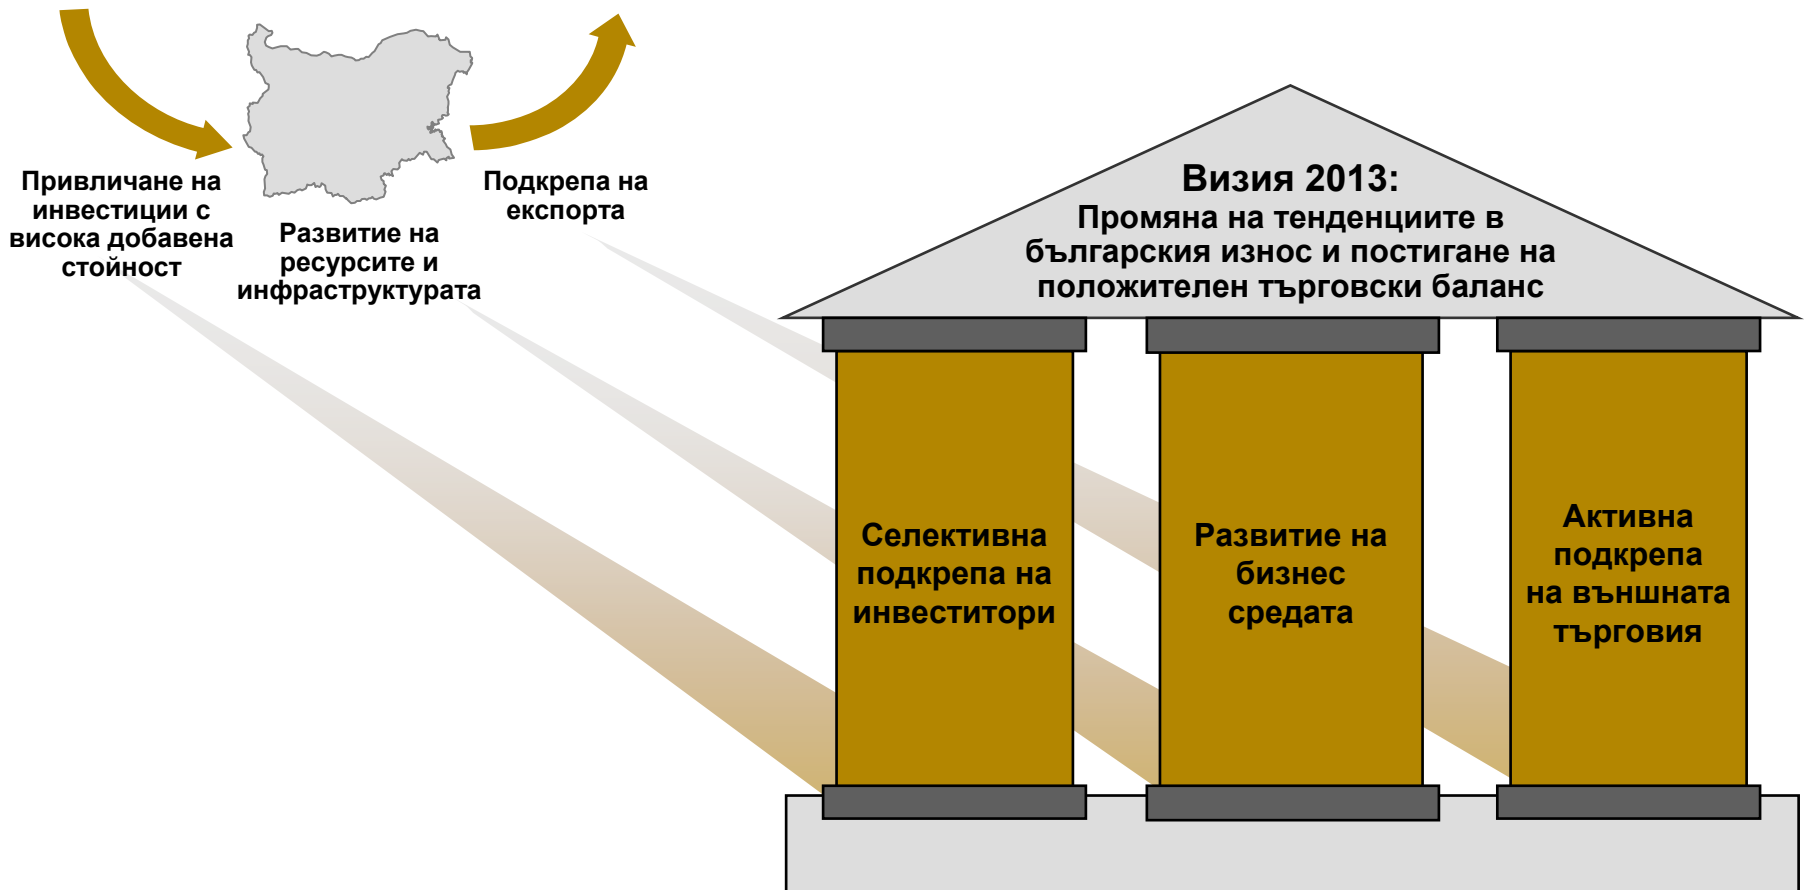 Привличане на
инвестиции с
висока добавена
стойност
Развитие на
ресурсите и
инфраструктурата
Подкрепа на
експорта
Визия 2013:
Промяна на тенденциите в
българския износ и постигане на
положителен търговски баланс
Селективна
подкрепа на
инвеститори
Развитие на
бизнес
средата
Активна
подкрепа
на външната
търговия